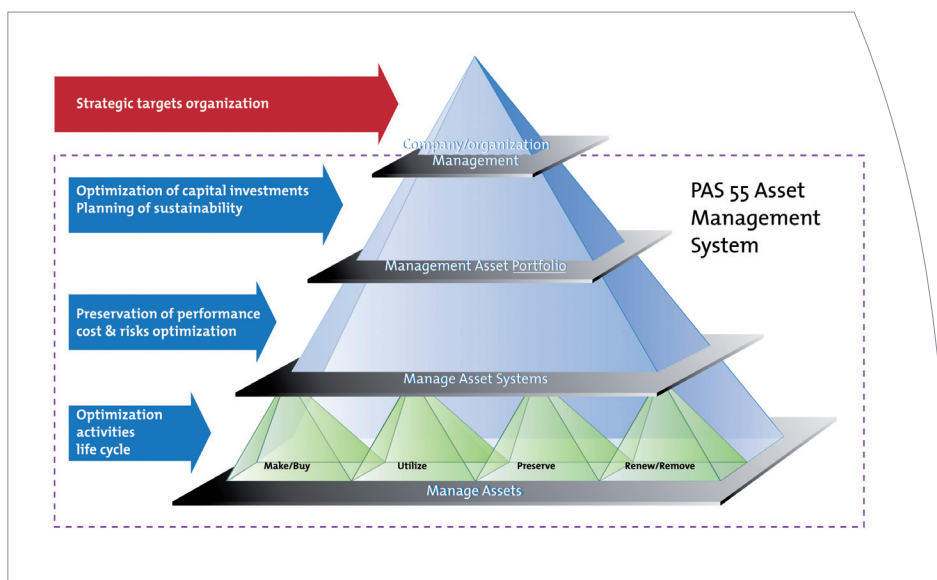 Strategic targets organization
Company/organization
Management
Optimization of capital investments
Planning of sustainability
PAS 55 Asset
Management
System
Management Asset Portfolio
Preservation of performance
cost & risks optimization
Manage Asset Systems
Optimization
activities
life cycle
Make/Buy
Utilize
Preserve
Renew/Remove
Manage Assets